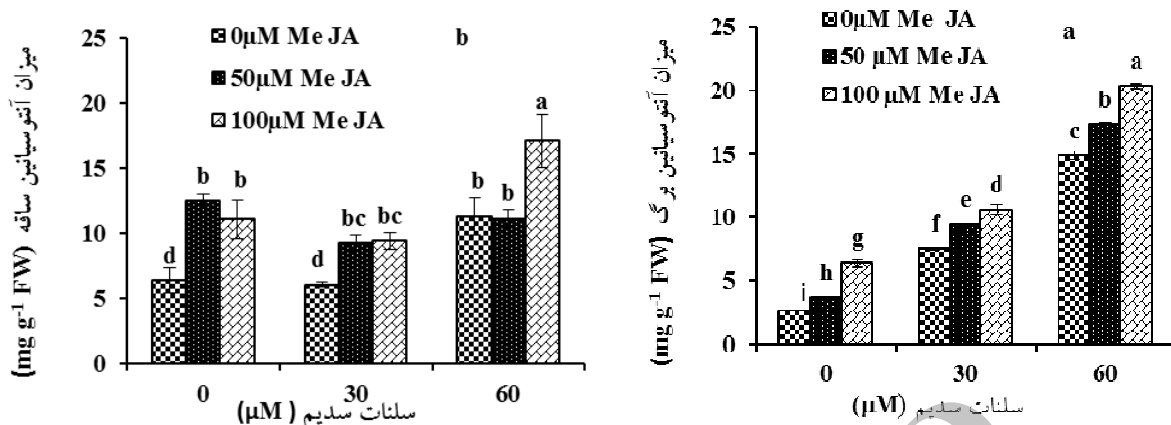 میزان آنتوسیانین ساقه
(mg g-1 FW)
25
20
15
10
5
0
0µM Me JA
50µM Me JA
100µM Me JA
b
d
b
b
d
bc
bc
b
b
a
0
30
60
سلنات سدیم ( µM)
میزان آنتوسیانین برگ
(mg g-1 FW)
25
20
15
10
5
0
0µM Me JA
50 µM Me JA
100 µM Me JA
a
i
h
g
f
e
d
c
b
a
0
30
60
سلنات سدیم (µM)